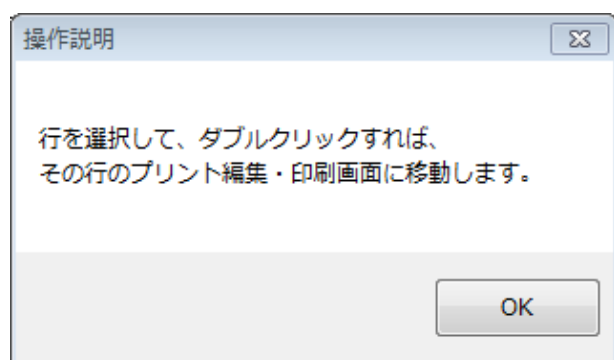 操作説明
行を選択して、ダブルクリックすれば、
その行のプリント編集・印刷画面に移動します。
OK